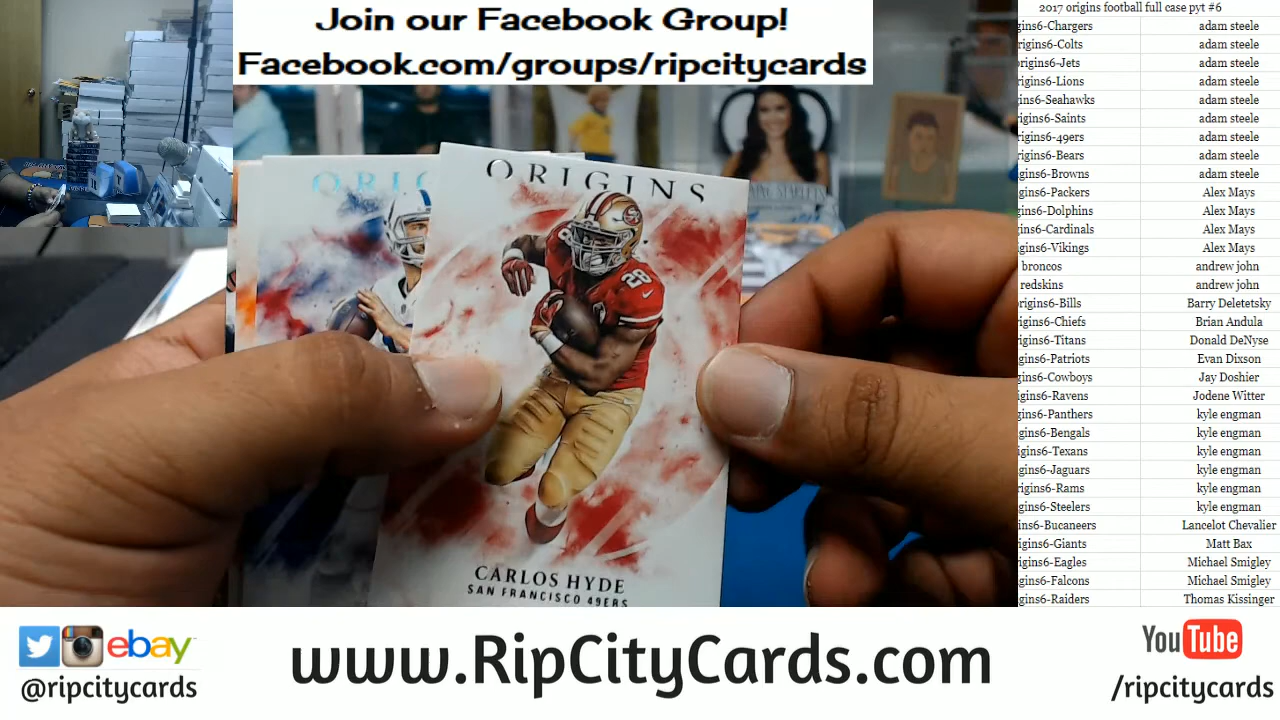 Join our Facebook Group!
Facebook.com/groups/ripcitycards
2017 origins football full case pyt #6
gins6-Chargers adam steele
rigins6-Colts adam steele
rigins6-Jets adam steele
rigins6-Lions adam steele
gins6-Seahawks adam steele
rigins6-Saints adam steele
rigins6-49ers adam steele
rigins6-Bears adam steele
igins6-Browns adam steele
igins6-Packers Alex Mays
gins6-Dolphins Alex Mays
gins6-Cardinals Alex Mays
igins6-Vikings Alex Mays
broncos andrew john
redskins andrew john
origins6-Bills Barry Deletetsky
rigins6-Chiefs Brian Andula
rigins6-Titans Donald DeNyse
igins6-Patriots Evan Dixson
gins6-Cowboys Jay Doshier
igins6-Ravens Jodene Witter
gins6-Panthers kyle engman
igins6-Bengals kyle engman
igins6-Texans kyle engman
igins6-Jaguars kyle engman
rigins6-Rams kyle engman
gins6-Steelers kyle engman
ins6-Bucaneers Lancelot Chevalier
igins6-Giants Matt Bax
igins6-Eagles Michael Smigley
igins6-Falcons Michael Smigley
igins6-Raiders Thomas Kissinger
ORIGINS
49
28
CARLOS HYDE
SAN FRANCISCO 49ERS
ebay
@ripcitycards
www.RipCityCards.com
YouTube
/ripcitycards